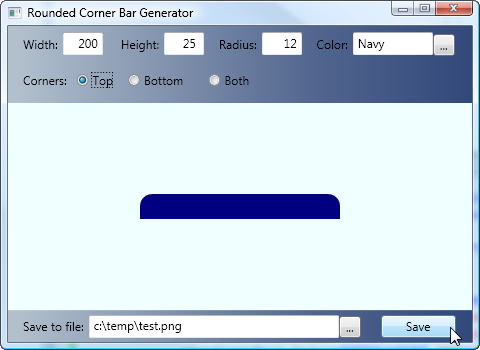 Rounded Corner Bar Generator
Width: 200 Height: 25 Radius: 12 Color: Navy ...
Corners: Top Bottom Both
Save to file: c:\temp\test.png ... Save